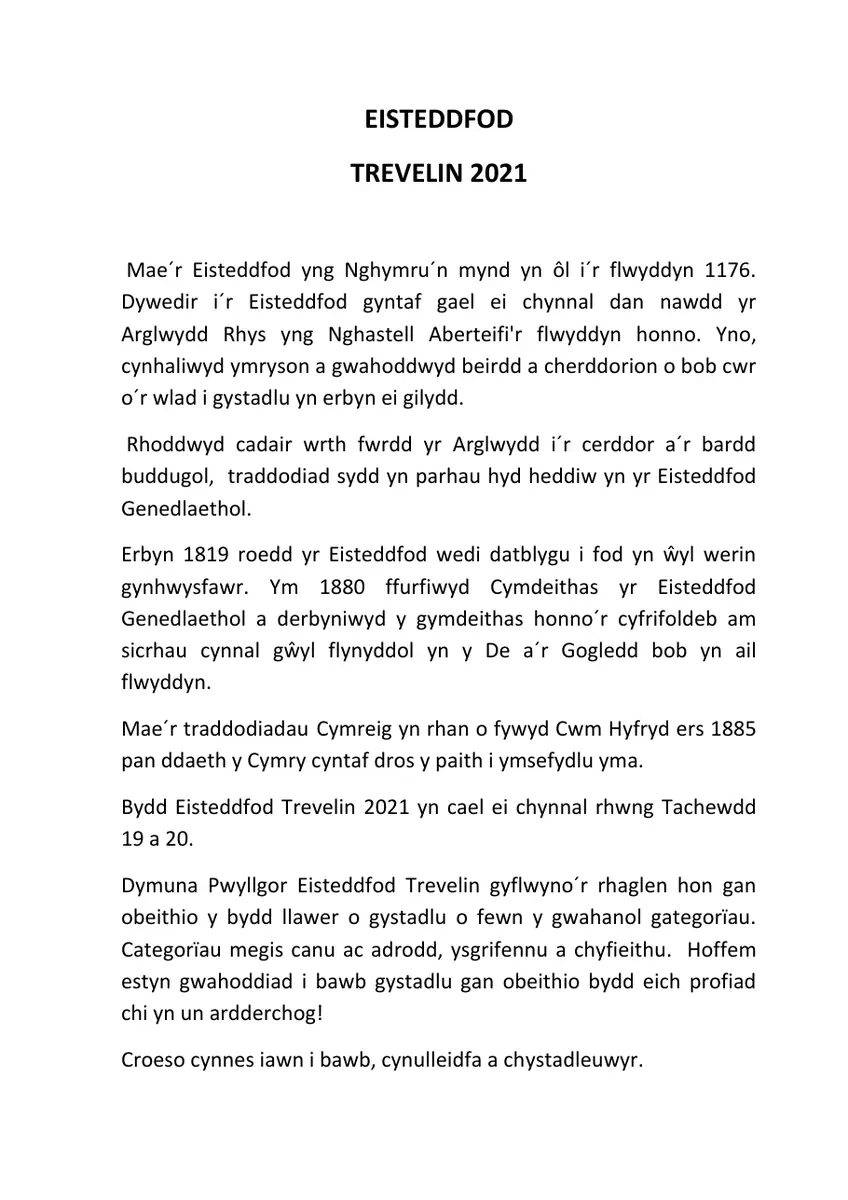 EISTEDDFOD
TREVELIN 2021
Mae´r Eisteddfod yng Nghymru´n mynd yn ôl i´r flwyddyn 1176.
Dywedir i´r Eisteddfod gyntaf gael ei chynnal dan nawdd yr
Arglwydd Rhys yng Nghastell Aberteifi'r flwyddyn honno. Yno,
cynhaliwyd ymryson a gwahoddwyd beirdd a cherddorion o bob cwr
o´r wlad i gystadlu yn erbyn ei gilydd.
Rhoddwyd cadair wrth fwrdd yr Arglwydd i´r cerddor a´r bardd
buddugol,  traddodiad sydd yn parhau hyd heddiw yn yr Eisteddfod
Genedlaethol.
Erbyn 1819 roedd yr Eisteddfod wedi datblygu i fod yn ŵyl werin
gynhwysfawr. Ym 1880 ffurfiwyd Cymdeithas yr Eisteddfod
Genedlaethol a derbyniwyd y gymdeithas honno´r cyfrifoldeb am
sicrhau cynnal gŵyl flynyddol yn y De a´r Gogledd bob yn ail
flwyddyn.
Mae´r traddodiadau Cymreig yn rhan o fywyd Cwm Hyfryd ers 1885
pan ddaeth y Cymry cyntaf dros y paith i ymsefydlu yma.
Bydd Eisteddfod Trevelin 2021 yn cael ei chynnal rhwng Tachewdd
19 a 20.
Dymuna Pwyllgor Eisteddfod Trevelin gyflwyno´r rhaglen hon gan
obeithio y bydd llawer o gystadlu o fewn y gwahanol gategorïau.
Categorïau megis canu ac adrodd, ysgrifennu a chyfieithu.  Hoffem
estyn gwahoddiad i bawb gystadlu gan obeithio bydd eich profiad
chi yn un ardderchog!
Croeso cynnes iawn i bawb, cynulleidfa a chystadleuwyr.